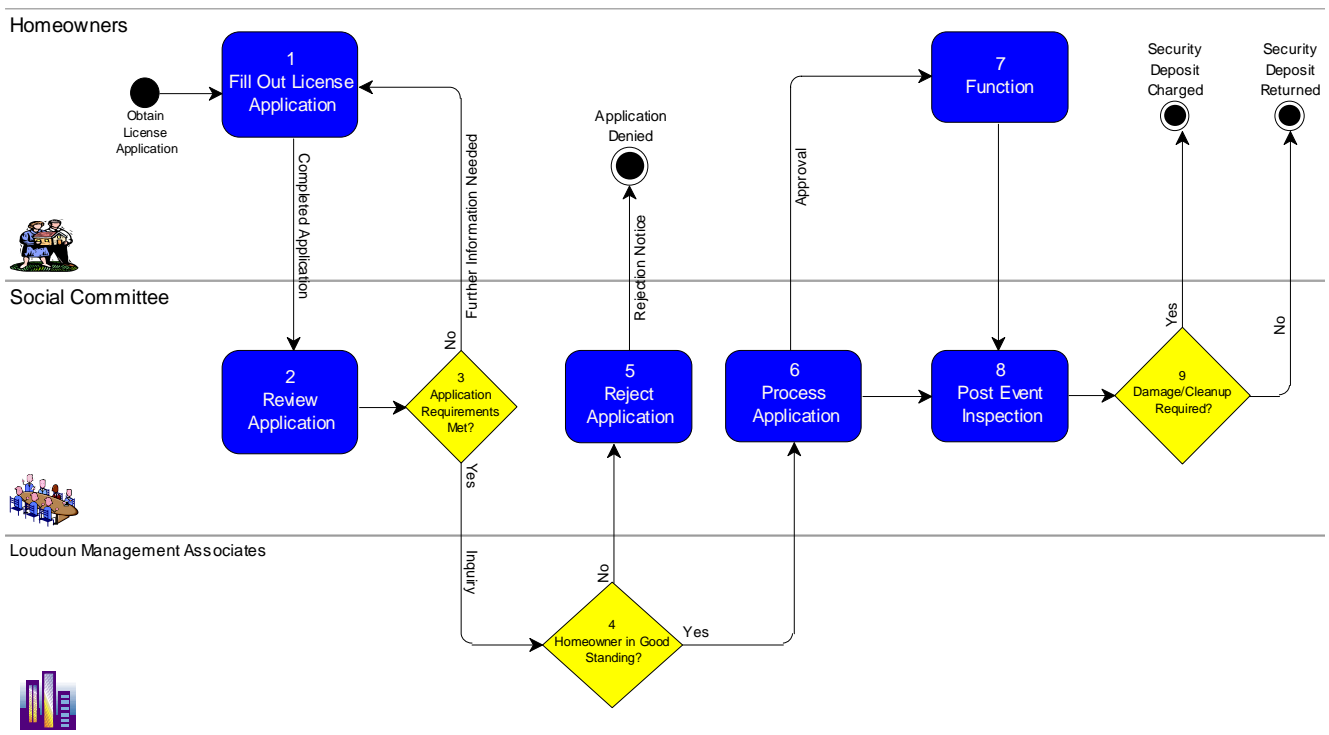 Homeowners
1
Fill Out License
Application
Obtain
License
Application
Completed Application
Further Information Needed
Application
Denied
Rejection Notice
Approval
7
Function
Security
Deposit
Charged
Security
Deposit
Returned
Social Committee
2
Review
Application
No
3
Application
Requirements
Met?
Yes
5
Reject
Application
6
Process
Application
8
Post Event
Inspection
Yes
No
9
Damage/Cleanup
Required?
Loudoun Management Associates
Inquiry
No
4
Homeowner in Good
Standing?
Yes